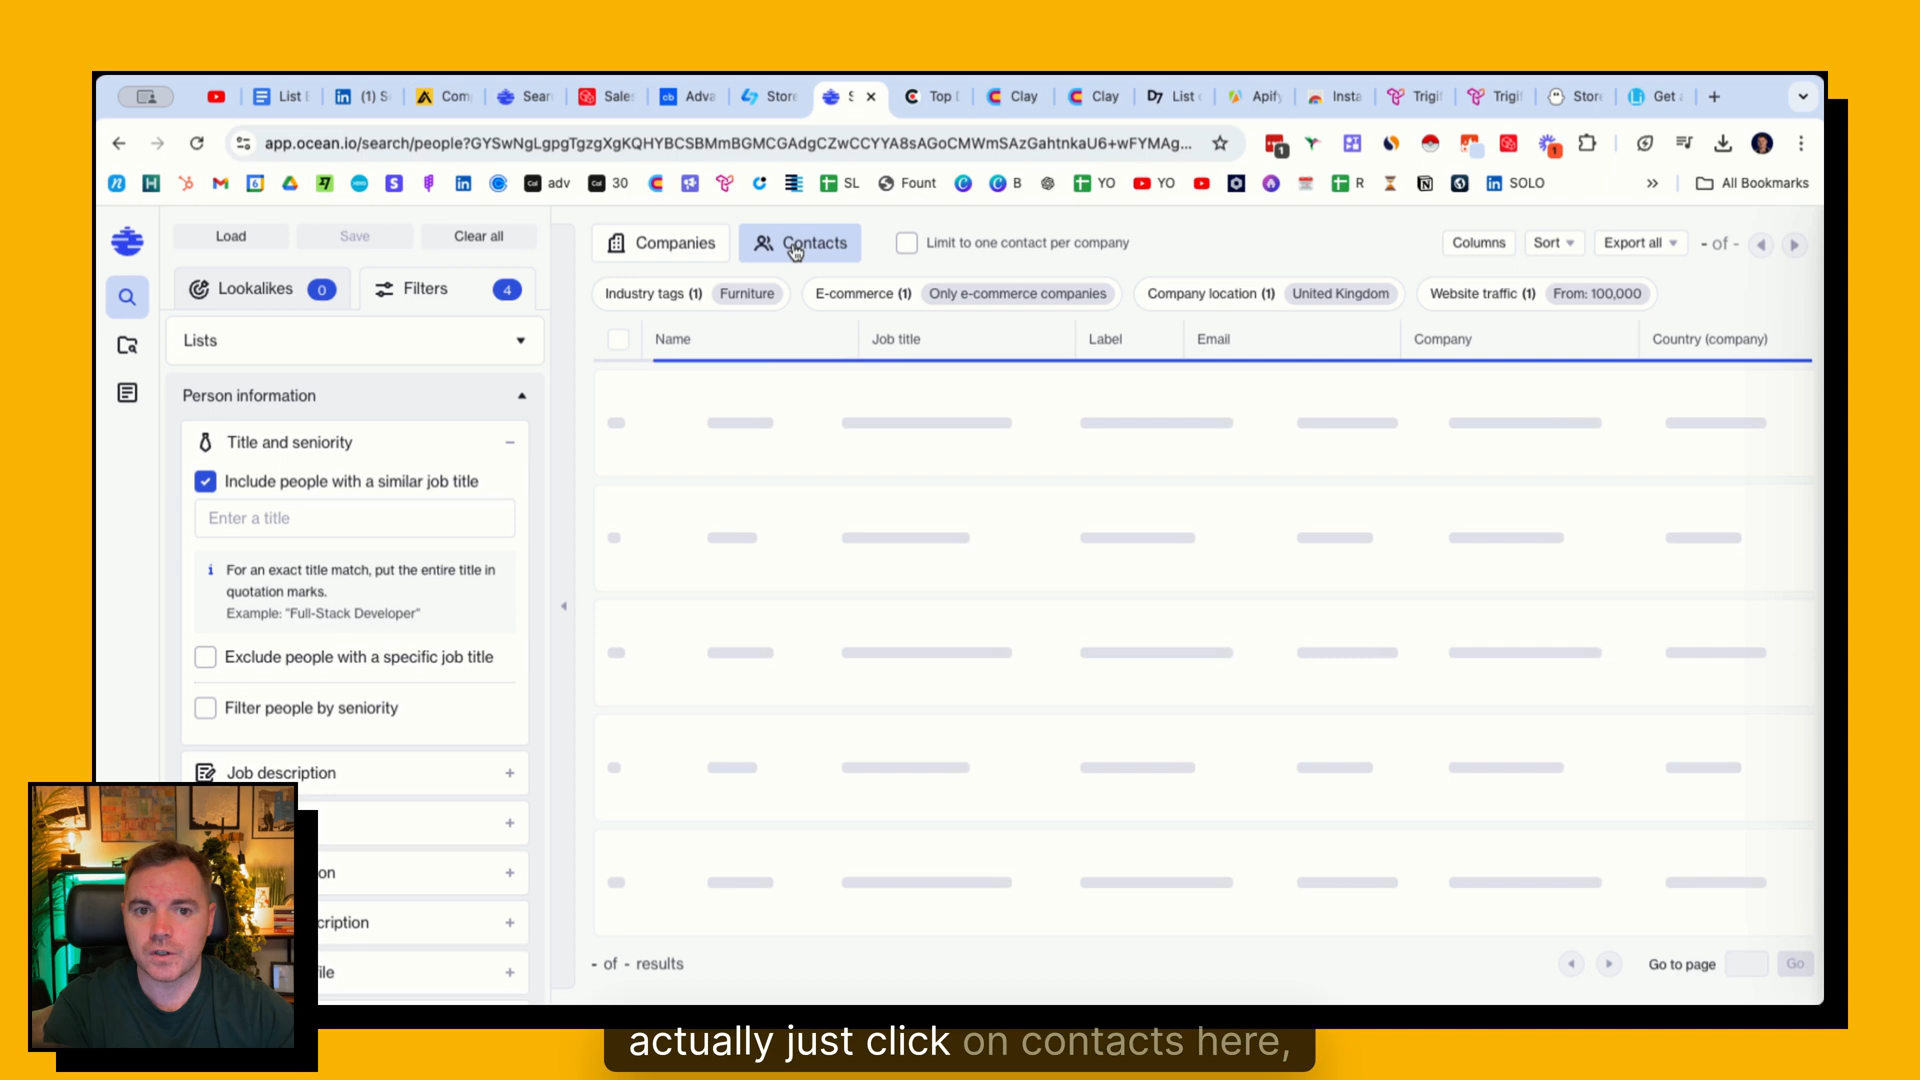 List E
(1) S
Com
Sear
Sale
Adva
Store
S
Top [
Clay
Clay
D7 List
Apify
Insta
Trigi
Trigi
Store
Get a
app.ocean.io/search/people?GYSwNgLgpgTgzgXgKQHYBCSBMmBGMCGAdgCZwCCYYA8sAGoCMWmSAzGahtnkaU6+wFYMAg...
adv
30
SL
Fount
B
YO
YO
R
SOLO
All Bookmarks
Load
Save
Clear all
Companies
Contacts
Limit to one contact per company
Columns
Sort
Export all
- of -
Lookalikes 0
Filters 4
Industry tags (1) Furniture
E-commerce (1) Only e-commerce companies
Company location (1) United Kingdom
Website traffic (1) From: 100,000
Lists
Name
Job title
Label
Email
Company
Country (company)
Person information
Title and seniority
Include people with a similar job title
Enter a title
For an exact title match, put the entire title in
quotation marks.
Example: "Full-Stack Developer"
Exclude people with a specific job title
Filter people by seniority
Job description
on
cription
file
- of - results
Go to page
Go
actually just click on contacts here,